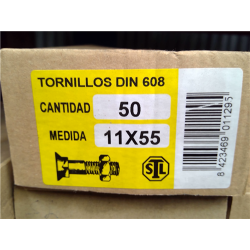 TORNILLOS DIN 608
CANTIDAD 50
MEDIDA 11X55
STL
8 423469 011295